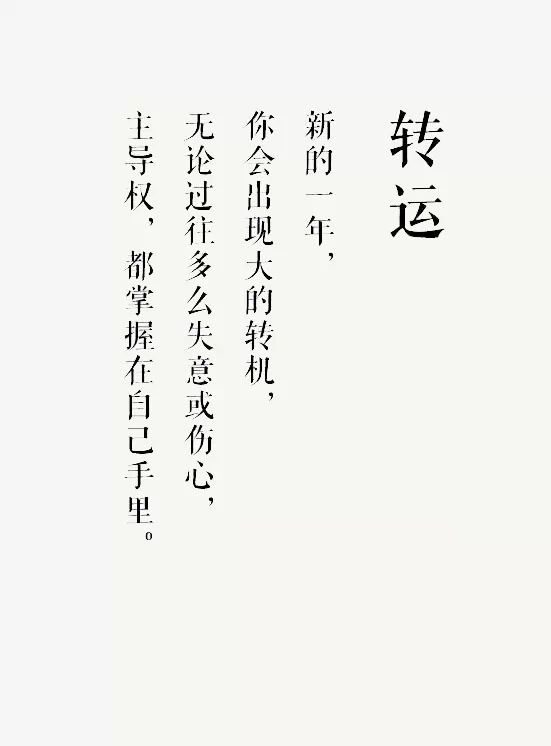 转运
新的一年，
你会出现大的转机，
无论过往多么失意或伤心，
主导权，都掌握在自己手里。